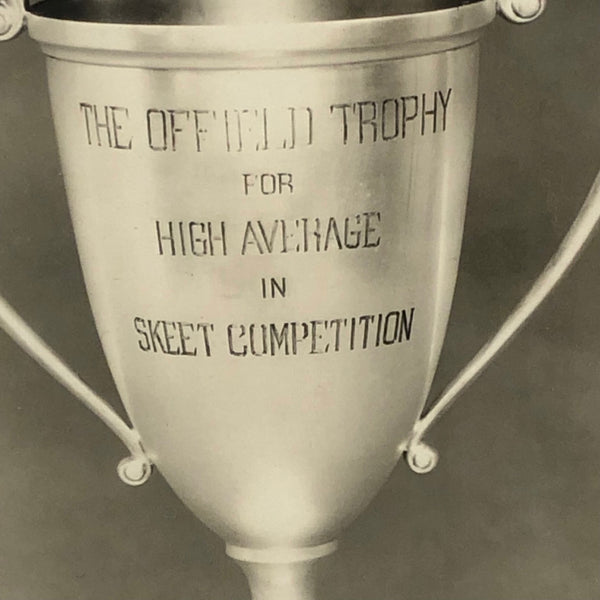 THE OFFIELD TROPHY
FOR
HIGH AVERAGE
IN
SKEET COMPETITION